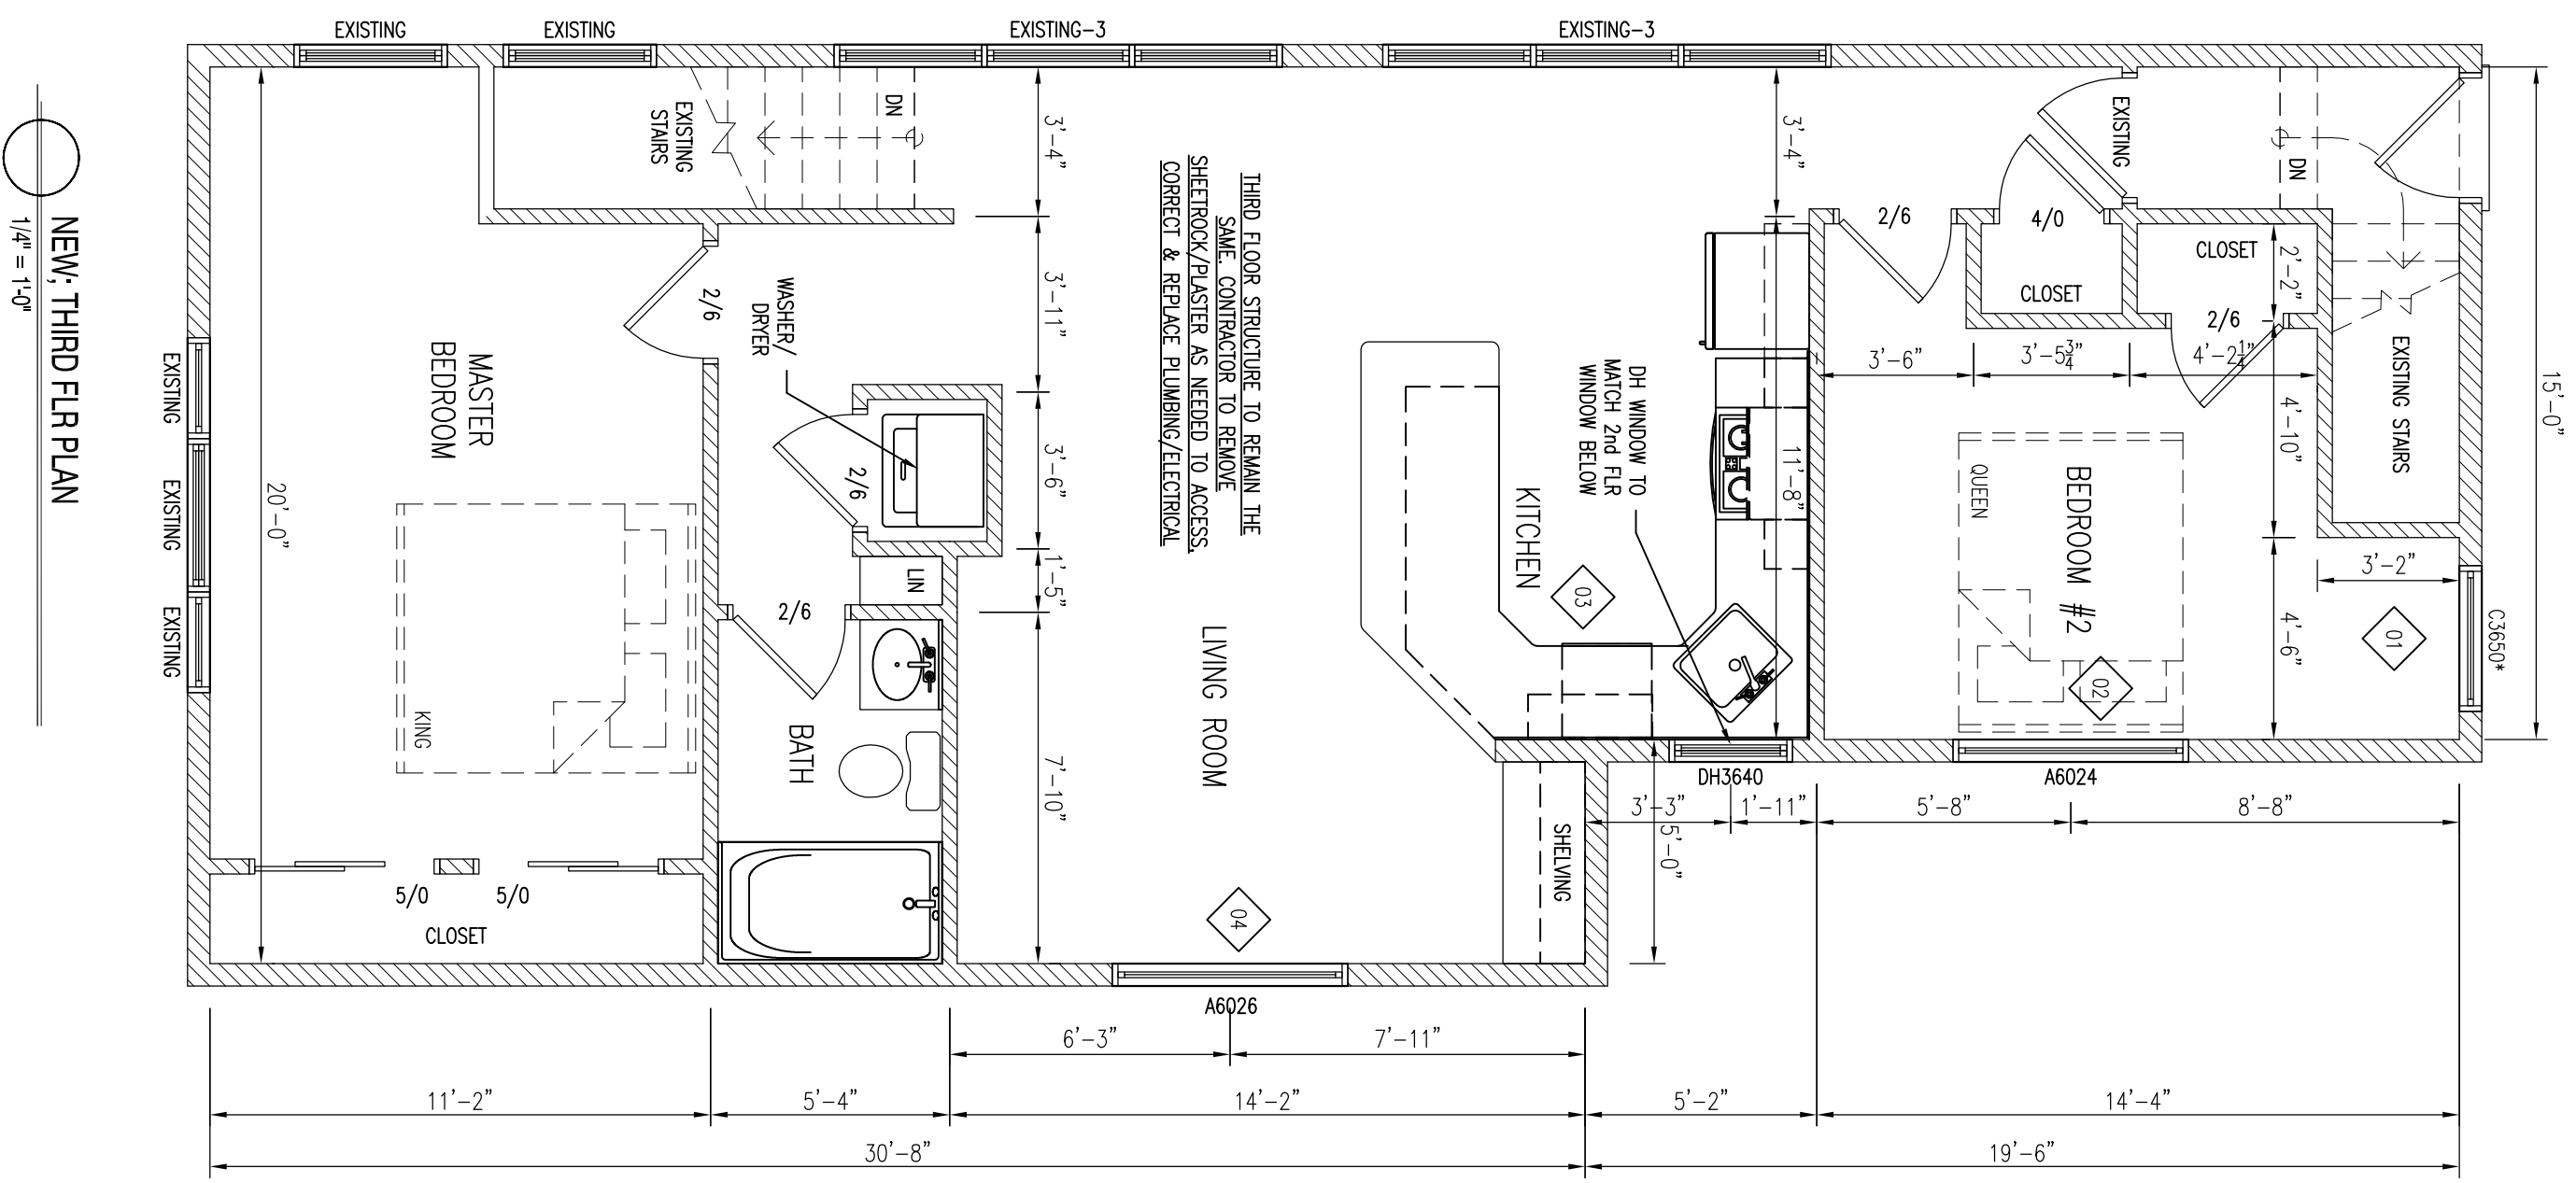 EXISTING
EXISTING
EXISTING-3
EXISTING-3
EXISTING
STAIRS
DN
3'-4"
3'-4"
EXISTING
DN
2/6
4/0
CLOSET
CLOSET
2'-2"
2/6
EXISTING STAIRS
15'-0"
THIRD FLOOR STRUCTURE TO REMAIN THE
SAME. CONTRACTOR TO REMOVE
SHEETROCK/PLASTER AS NEEDED TO ACCESS,
CORRECT & REPLACE PLUMBING/ELECTRICAL
3'-11"
2/6
WASHER/
DRYER
MASTER
BEDROOM
EXISTING
EXISTING
EXISTING
20'-0"
KING
2/6
3'-6"
1'-5"
LIN
2/6
BATH
7'-10"
LIVING ROOM
KITCHEN
03
DH WINDOW TO
MATCH 2nd FLR
WINDOW BELOW
11'-8"
3'-6"
3'-5¾"
4'-2¼"
4'-10"
QUEEN
BEDROOM #2
02
3'-2"
4'-6"
01
C3650*
DH3640
A6024
3'-3"
1'-11"
5'-8"
8'-8"
5'-0"
SHELVING
04
5/0
5/0
CLOSET
A6026
6'-3"
7'-11"
11'-2"
5'-4"
14'-2"
5'-2"
14'-4"
30'-8"
19'-6"
NEW; THIRD FLR PLAN
1/4" = 1'-0"